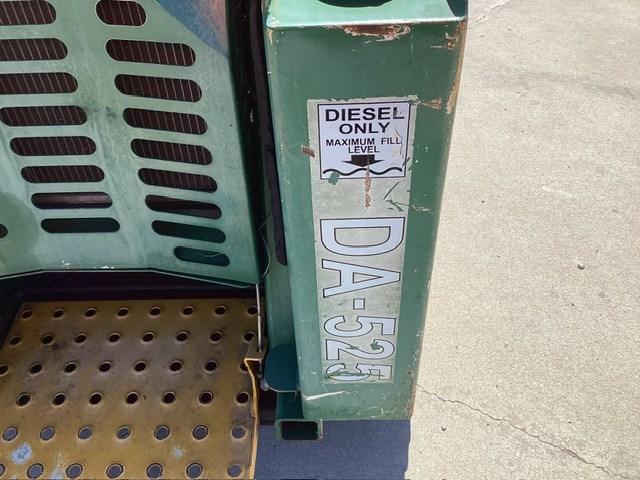 DIESEL
ONLY
MAXIMUM FILL
LEVEL
DA-525